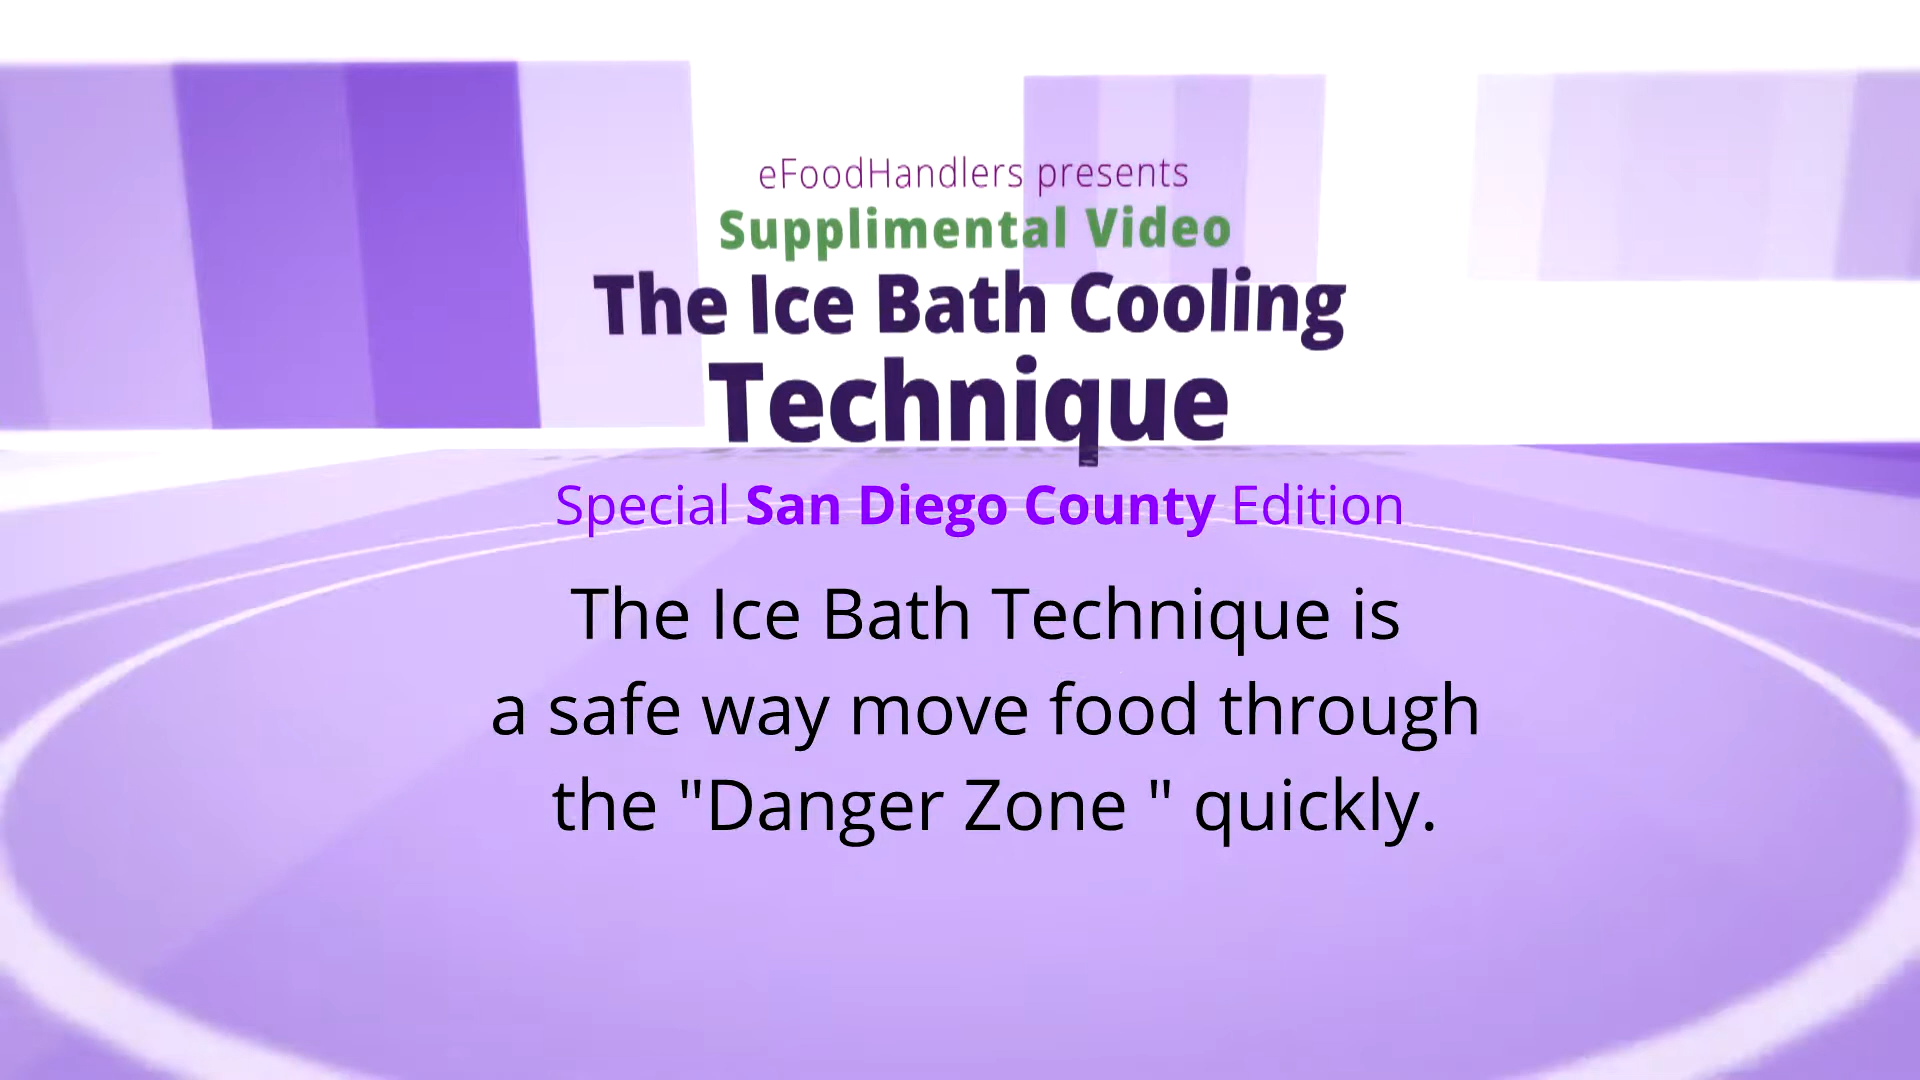 eFoodHandlers presents
Supplimental Video
The Ice Bath Cooling
Technique
Special San Diego County Edition
The Ice Bath Technique is
a safe way move food through
the "Danger Zone " quickly.